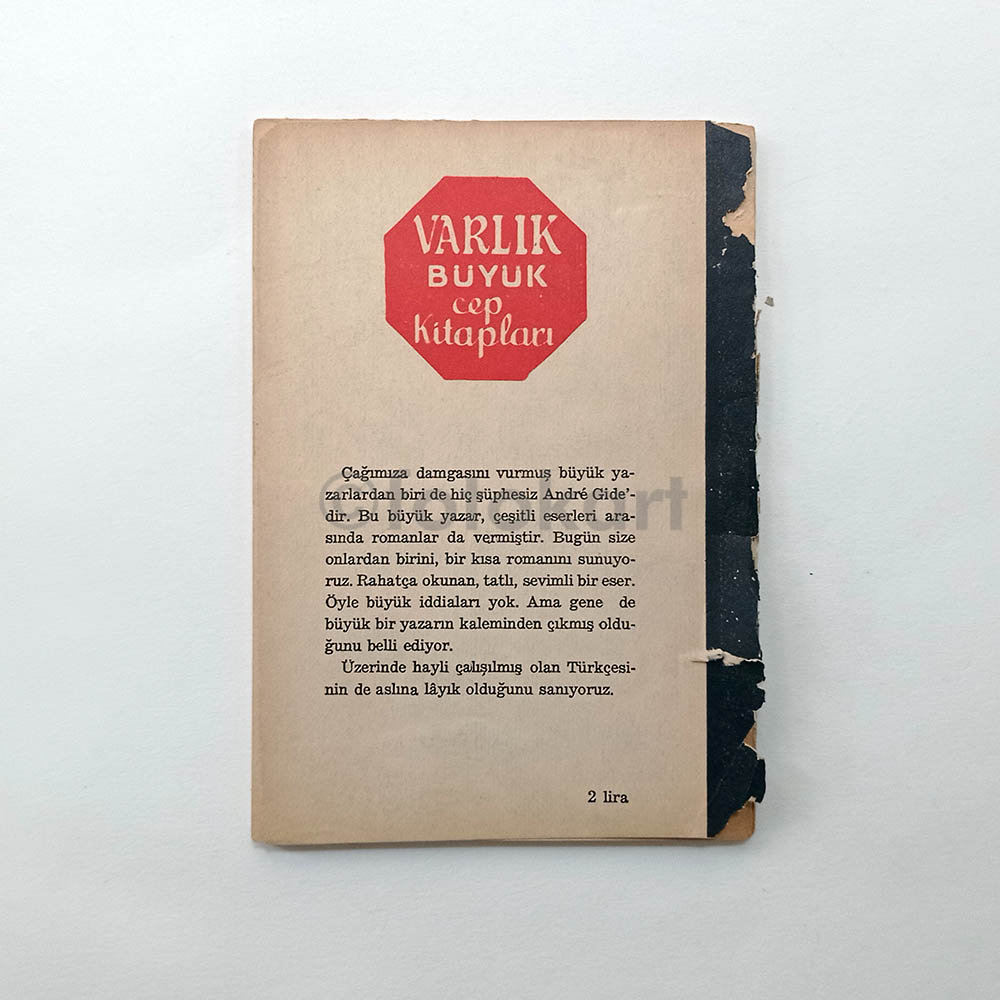 VARLIK
BÜYÜK
cep
Kitapları
Çağımıza damgasını vurmuş büyük ya-
zarlardan biri de hiç şüphesiz André Gide'-
dir. Bu büyük yazar, çeşitli eserleri ara-
sında romanlar da vermiştir. Bugün size
onlardan birini, bir kısa romanını sunuyo-
ruz. Rahatça okunan, tatlı, sevimli bir eser.
Öyle büyük iddiaları yok. Ama gene de
büyük bir yazarın kaleminden çıkmış oldu-
ğunu belli ediyor.
Üzerinde hayli çalışılmış olan Türkçesi-
nin de aslına lâyık olduğunu sanıyoruz.
2 lira